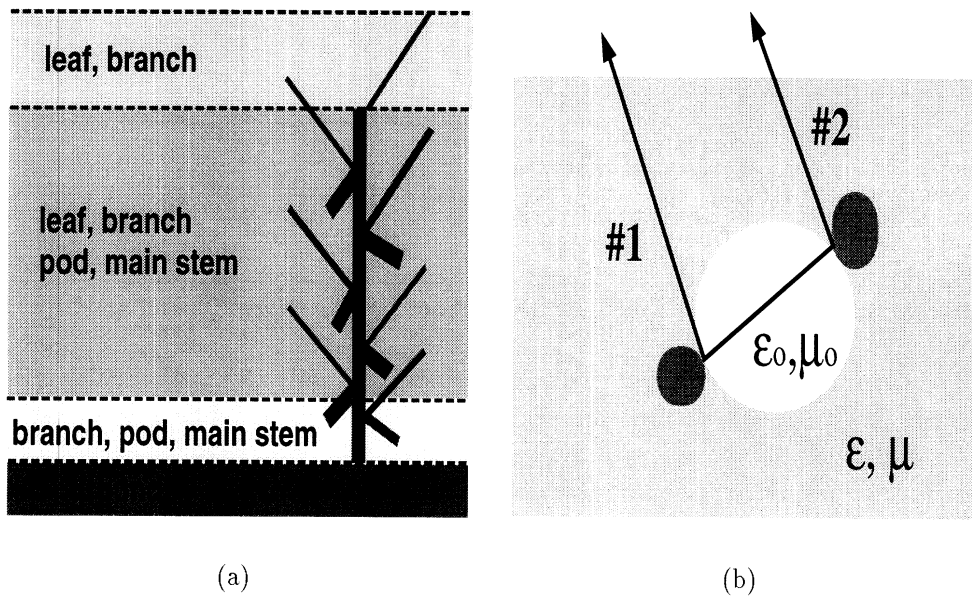 leaf, branch
leaf, branch
pod, main stem
branch, pod, main stem
#1
#2
ε₀,μ₀
ε, μ
(a)
(b)